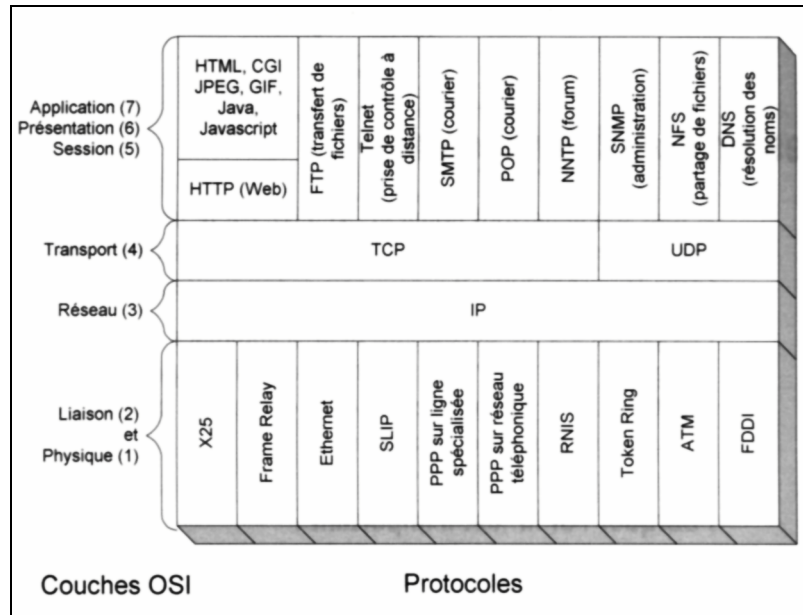 Application (7)
Présentation (6)
Session (5)
HTML, CGI
JPEG, GIF,
Java,
Javascript
HTTP (Web)
FTP (transfert de
fichiers)
Telnet
(prise de contrôle à
distance)
SMTP (courier)
POP (courier)
NNTP (forum)
SNMP
(administration)
NFS
(partage de fichiers)
DNS
(résolution des
noms)
Transport (4)
TCP
UDP
Réseau (3)
IP
Liaison (2)
et
Physique (1)
X25
Frame Relay
Ethernet
SLIP
PPP sur ligne
spécialisée
PPP sur réseau
téléphonique
RNIS
Token Ring
ATM
FDDI
Couches OSI
Protocoles